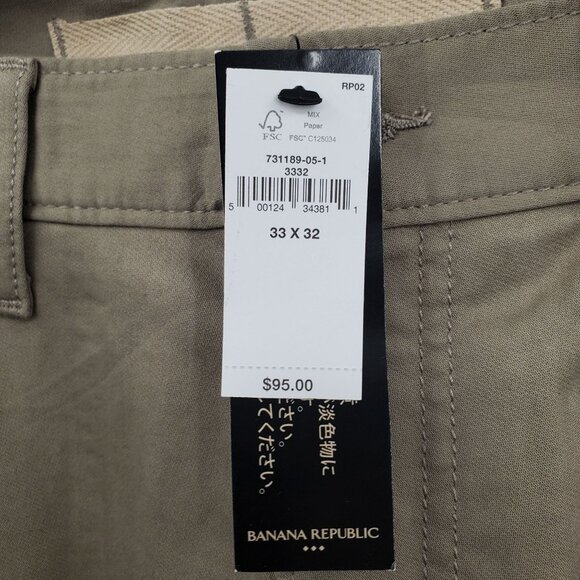 RP02
MIX
Paper
FSC
FSC™ C125034
731189-05-1
3332
5 00124 34381 1
33 X 32
$95.00
淡色物に
ださい。
てください。
BANANA REPUBLIC